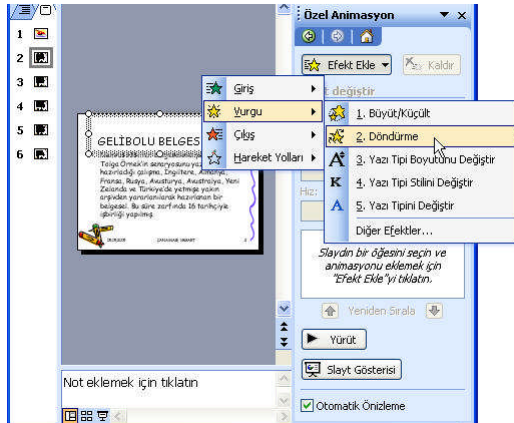 Özel Animasyon
1
2
3
4
5
6
Efekt Ekle
Kaldır
değiştir
Giriş
Vurgu
Çıkış
Hareket Yolları
1. Büyüt/Küçült
2. Döndürme
3. Yazı Tipi Boyutunu Değiştir
4. Yazı Tipi Stilini Değiştir
5. Yazı Tipini Değiştir
Diğer Efektler...
Hız:
GELİBOLU BELGES
Tolga Örnek'in senaryosunu yaz
hazırladığı çalışma, İngiltere, Almanya,
Fransa, Rusya, Avusturya, Avustralya, Yeni
Zelanda ve Türkiye'de yetmişe yakın
arşivden yararlanılarak hazırlanan bir
belgesel. Bu süre zarfında 16 tarihçiyle
işbirliği yapılmış.
Slaydın bir öğesini seçin ve
animasyonu eklemek için
"Efekt Ekle"yi tıklatın.
Yeniden Sırala
Yürüt
Slayt Gösterisi
Otomatik Önizleme
Not eklemek için tıklatın